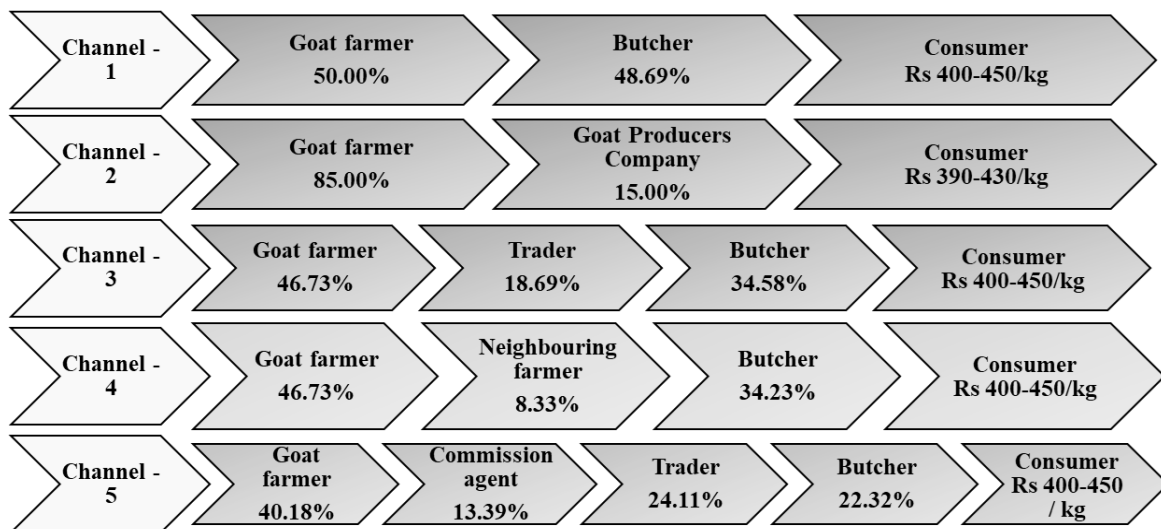 Channel -
1
Goat farmer
50.00%
Butcher
48.69%
Consumer
Rs 400-450/kg
Channel -
2
Goat farmer
85.00%
Goat Producers
Company
15.00%
Consumer
Rs 390-430/kg
Channel -
3
Goat farmer
46.73%
Trader
18.69%
Butcher
34.58%
Consumer
Rs 400-450/kg
Channel -
4
Goat farmer
46.73%
Neighbouring
farmer
8.33%
Butcher
34.23%
Consumer
Rs 400-450/kg
Channel -
5
Goat
farmer
40.18%
Commission
agent
13.39%
Trader
24.11%
Butcher
22.32%
Consumer
Rs 400-450
/ kg